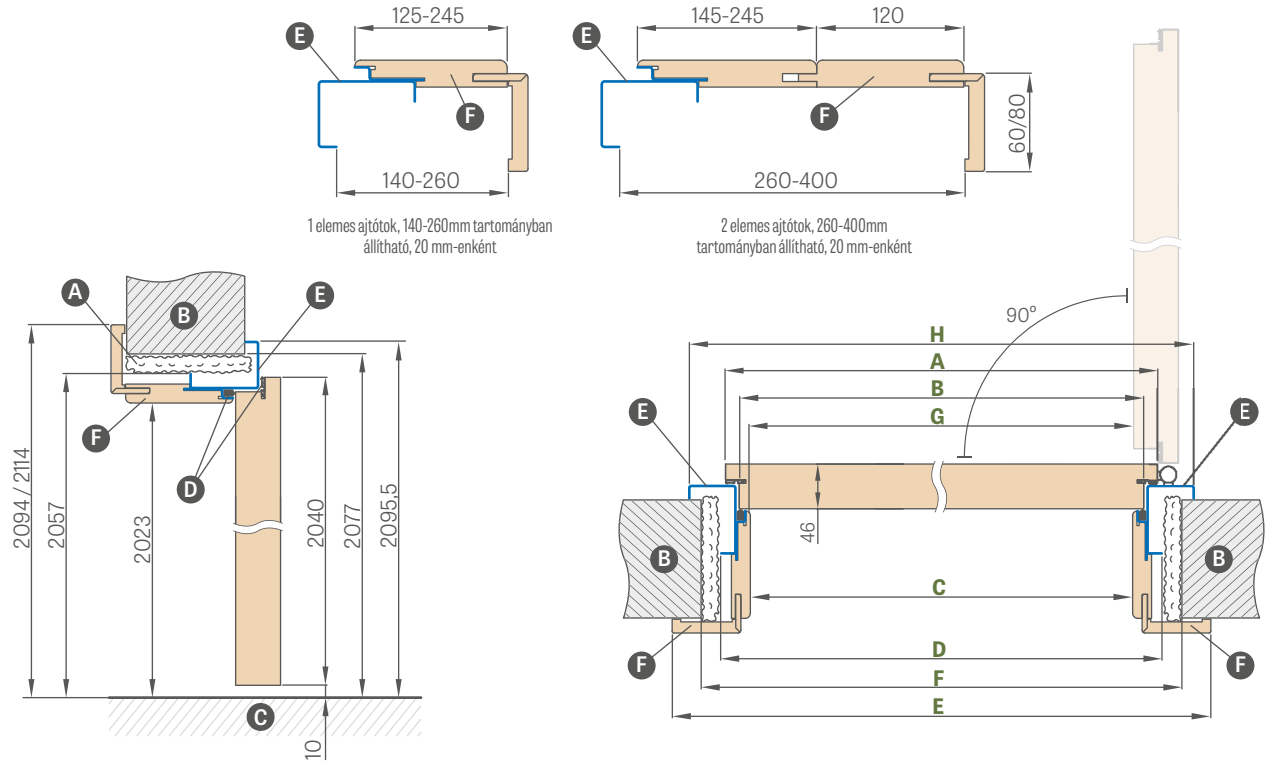 125-245
E
F
140-260
1 elemes ajtótok, 140-260mm tartományban
állítható, 20 mm-enként
145-245
120
E
F
60/80
260-400
2 elemes ajtótok, 260-400mm
tartományban állítható, 20 mm-enként
A
B
E
F
D
C
2094 / 2114
2057
2023
2040
2077
2095,5
10
90°
H
A
B
G
E
E
46
B
B
C
D
F
F
F
E